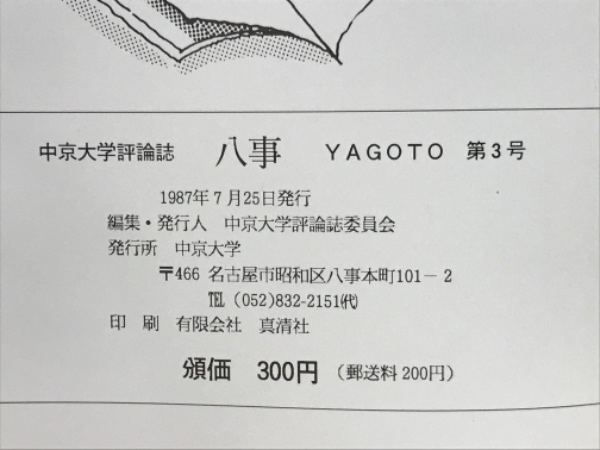 中京大学評論誌 八事 YAGOTO 第3号
1987年7月25日発行
編集・発行人 中京大学評論誌委員会
発行所 中京大学
〒466 名古屋市昭和区八事本町101－2
℡（052）832-2151㈹
印 刷 有限会社 真清社
頒価 300円（郵送料200円）